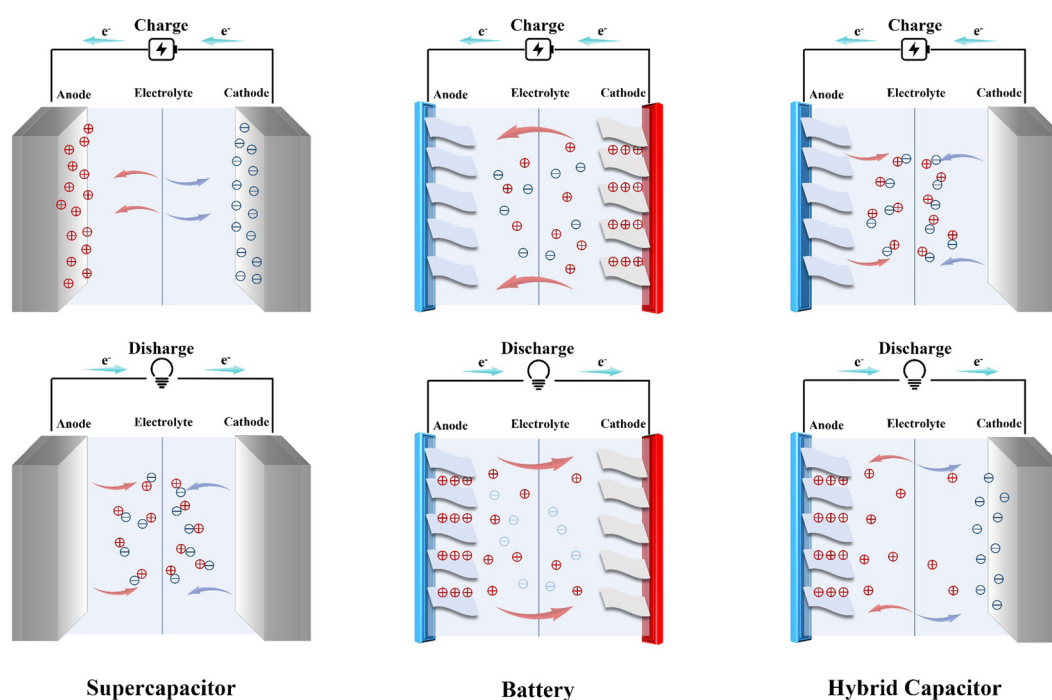 Charge
e⁻ e⁻
Anode Electrolyte Cathode
Charge
e⁻ e⁻
Anode Electrolyte Cathode
Charge
e⁻ e⁻
Anode Electrolyte Cathode
Disharge
e⁻ e⁻
Anode Electrolyte Cathode
Discharge
e⁻ e⁻
Anode Electrolyte Cathode
Discharge
e⁻ e⁻
Anode Electrolyte Cathode
Supercapacitor
Battery
Hybrid Capacitor